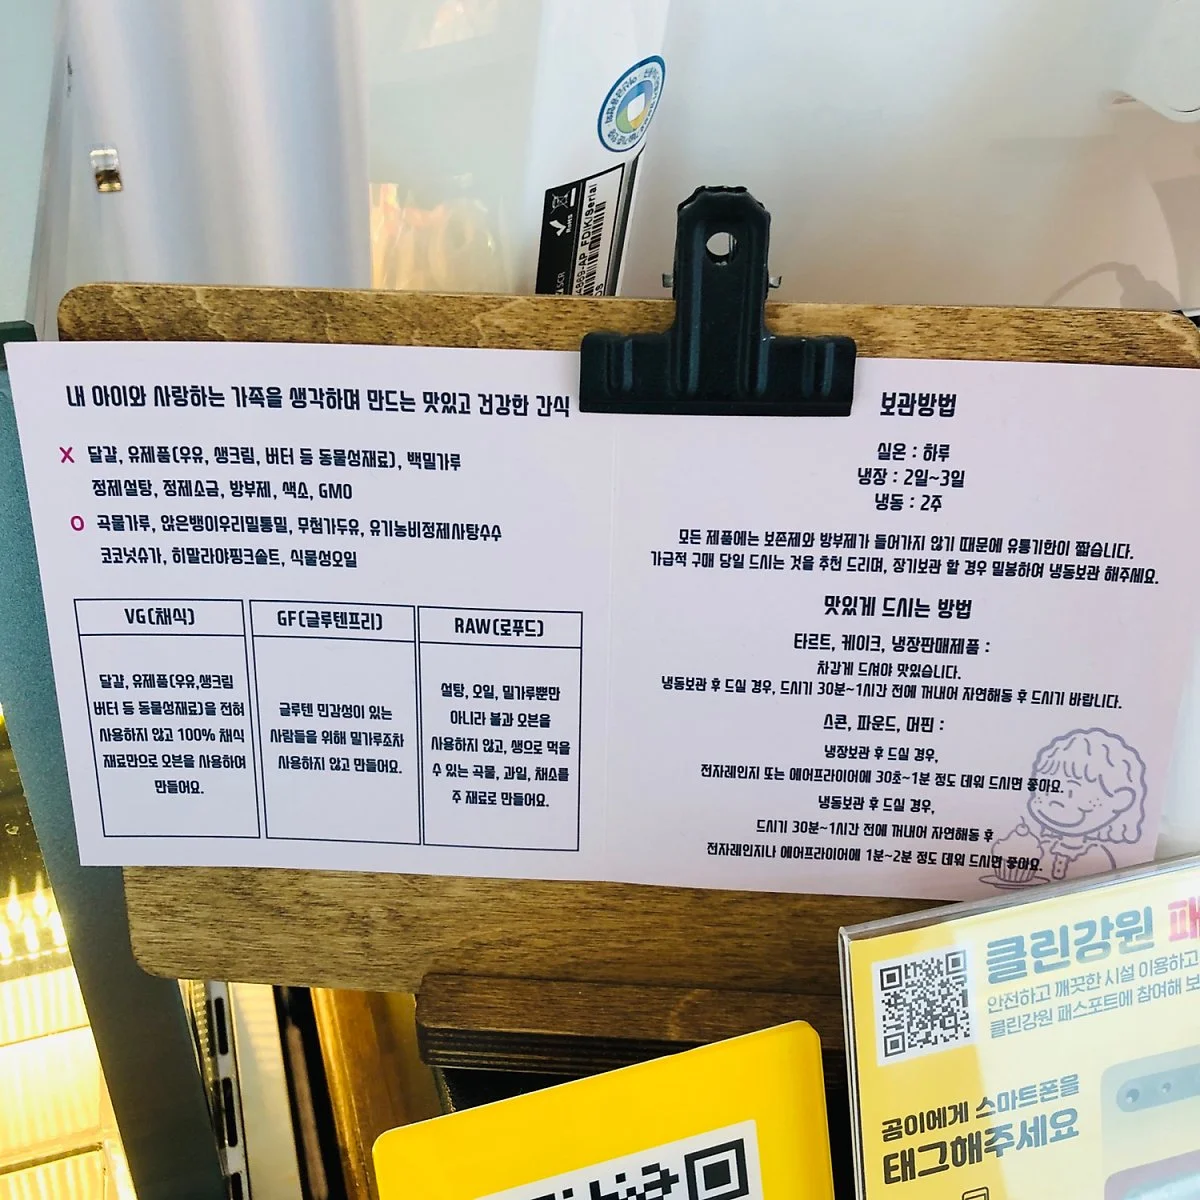 내 아이와 사랑하는 가족을 생각하며 만드는 맛있고 건강한 간식
X 달걀, 유제품(우유, 생크림, 버터 등 동물성재료), 백밀가루
정제설탕, 정제소금, 방부제, 색소, GMO
O 곡물가루, 앉은뱅이우리밀통밀, 무첨가두유, 유기농비정제사탕수수
코코넛슈가, 히말라야핑크솔트, 식물성오일
VG(채식)
달걀, 유제품(우유,생크림
버터 등 동물성재료)을 전혀
사용하지 않고 100% 채식
재료만으로 오븐을 사용하여
만들어요.
GF(글루텐프리)
글루텐 민감성이 있는
사람들을 위해 밀가루조차
사용하지 않고 만들어요.
RAW(로푸드)
설탕, 오일, 밀가루뿐만
아니라 불과 오븐을
사용하지 않고, 생으로 먹을
수 있는 곡물, 과일, 채소를
주 재료로 만들어요.
보관방법
실온 : 하루
냉장 : 2일~3일
냉동 : 2주
모든 제품에는 보존제와 방부제가 들어가지 않기 때문에 유통기한이 짧습니다.
가급적 구매 당일 드시는 것을 추천 드리며, 장기보관 할 경우 밀봉하여 냉동보관 해주세요.
맛있게 드시는 방법
타르트, 케이크, 냉장판매제품 :
차갑게 드셔야 맛있습니다.
냉동보관 후 드실 경우, 드시기 30분~1시간 전에 꺼내어 자연해동 후 드시기 바랍니다.
스콘, 파운드, 머핀 :
냉장보관 후 드실 경우,
전자레인지 또는 에어프라이어에 30초~1분 정도 데워 드시면 좋아요.
냉동보관 후 드실 경우,
드시기 30분~1시간 전에 꺼내어 자연해동 후
전자레인지나 에어프라이어에 1분~2분 정도 데워 드시면 좋아요.
클린강원 패
안전하고 깨끗한 시설 이용하고
클린강원 패스포트에 참여해 보
곰이에게 스마트폰을
태그해주세요
RoHS
FDIK/Serial